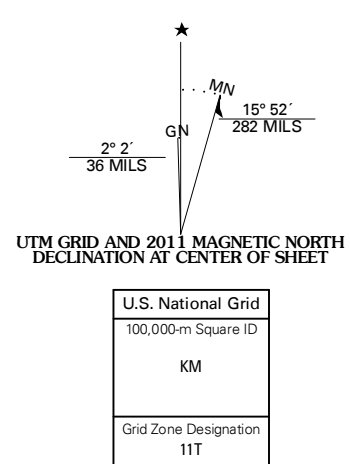 MN
15° 52´
282 MILS
GN
2° 2´
36 MILS
UTM GRID AND 2011 MAGNETIC NORTH
DECLINATION AT CENTER OF SHEET
U.S. National Grid
100,000-m Square ID
KM
Grid Zone Designation
11T